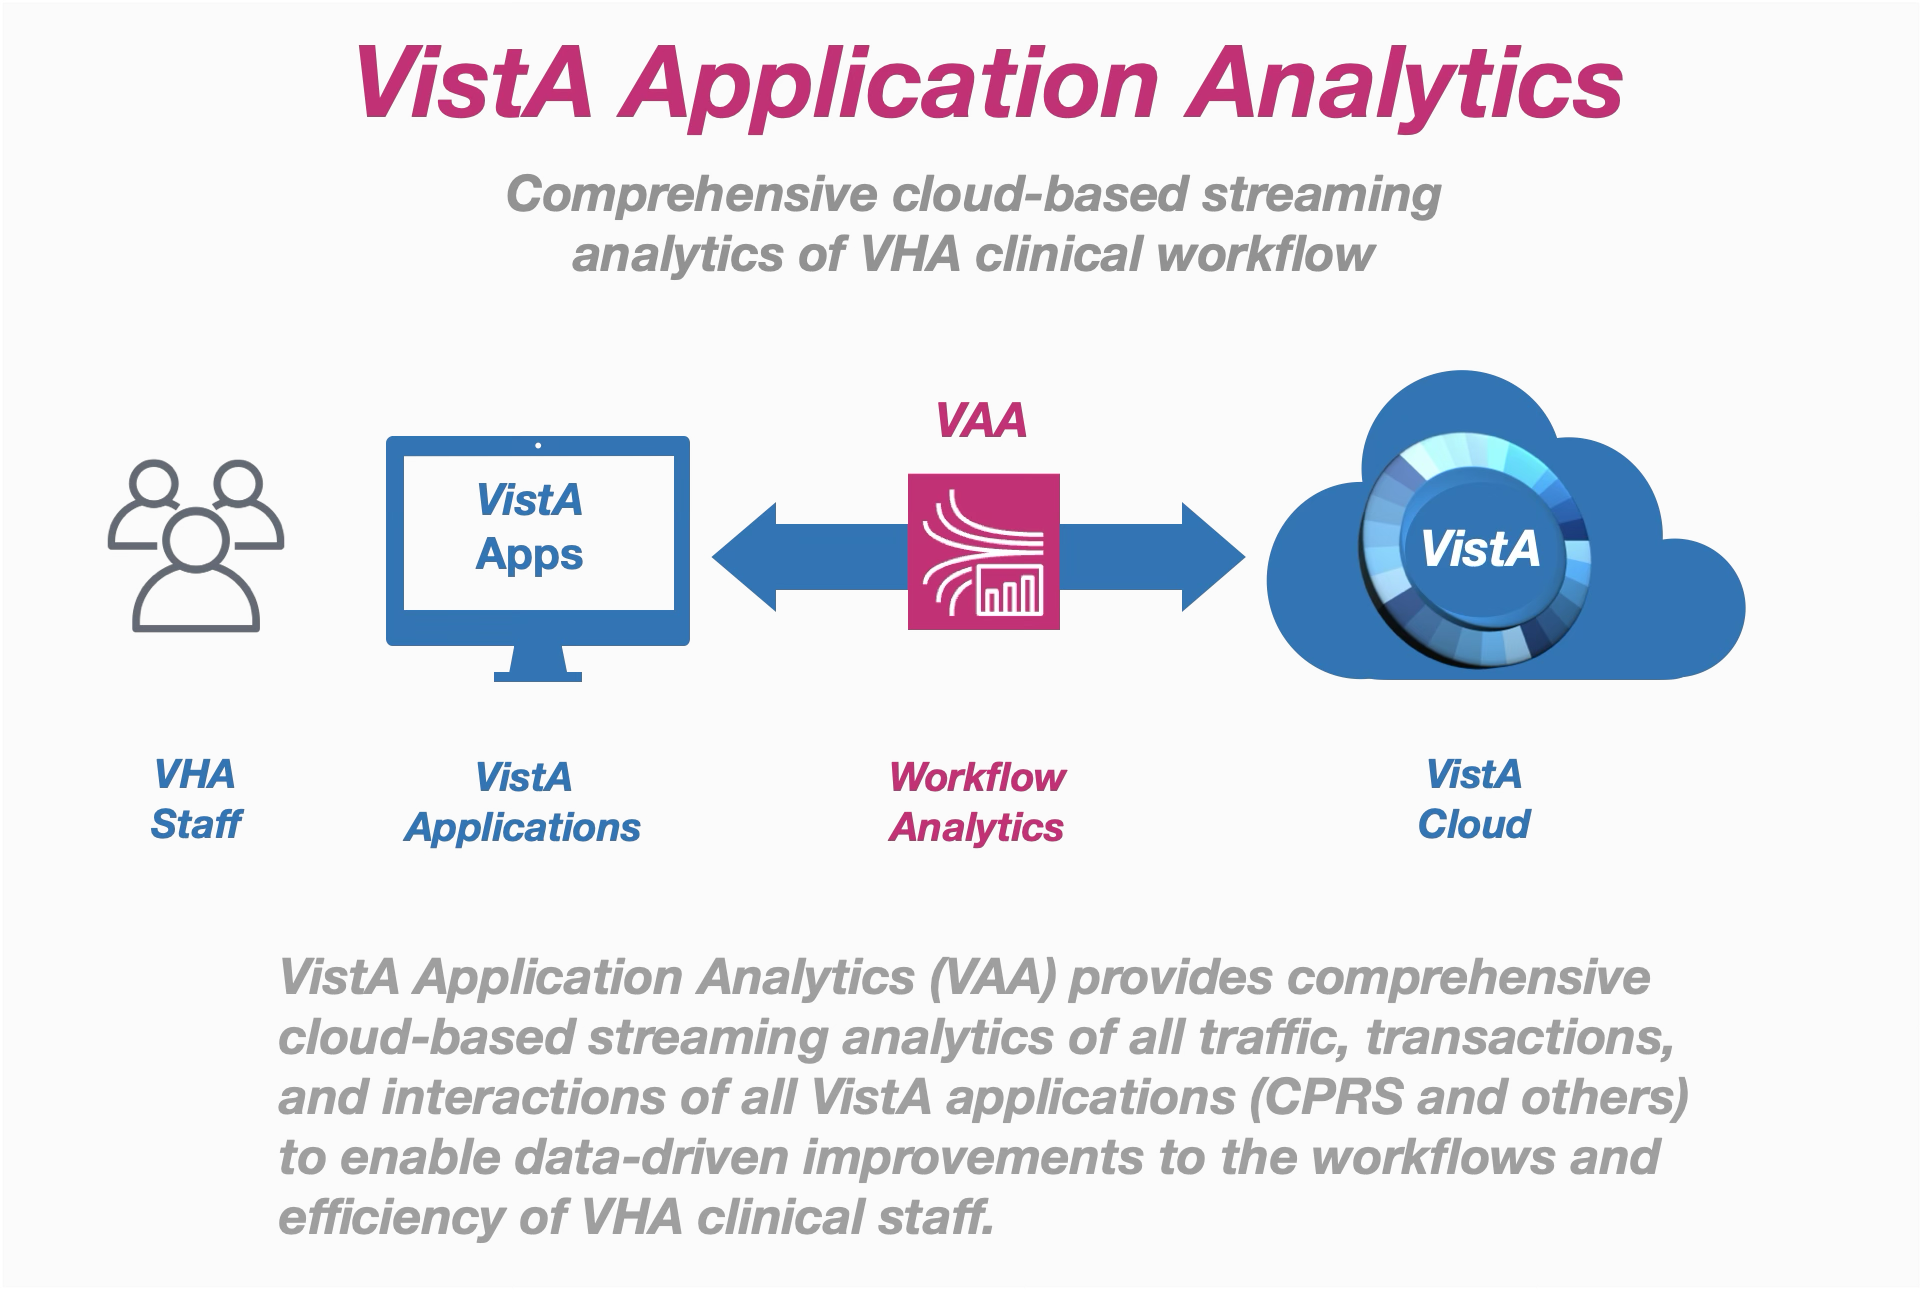 VistA Application Analytics
Comprehensive cloud-based streaming
analytics of VHA clinical workflow
VAA
VistA
Apps
VistA
VHA
Staff
VistA
Applications
Workflow
Analytics
VistA
Cloud
VistA Application Analytics (VAA) provides comprehensive
cloud-based streaming analytics of all traffic, transactions,
and interactions of all VistA applications (CPRS and others)
to enable data-driven improvements to the workflows and
efficiency of VHA clinical staff.